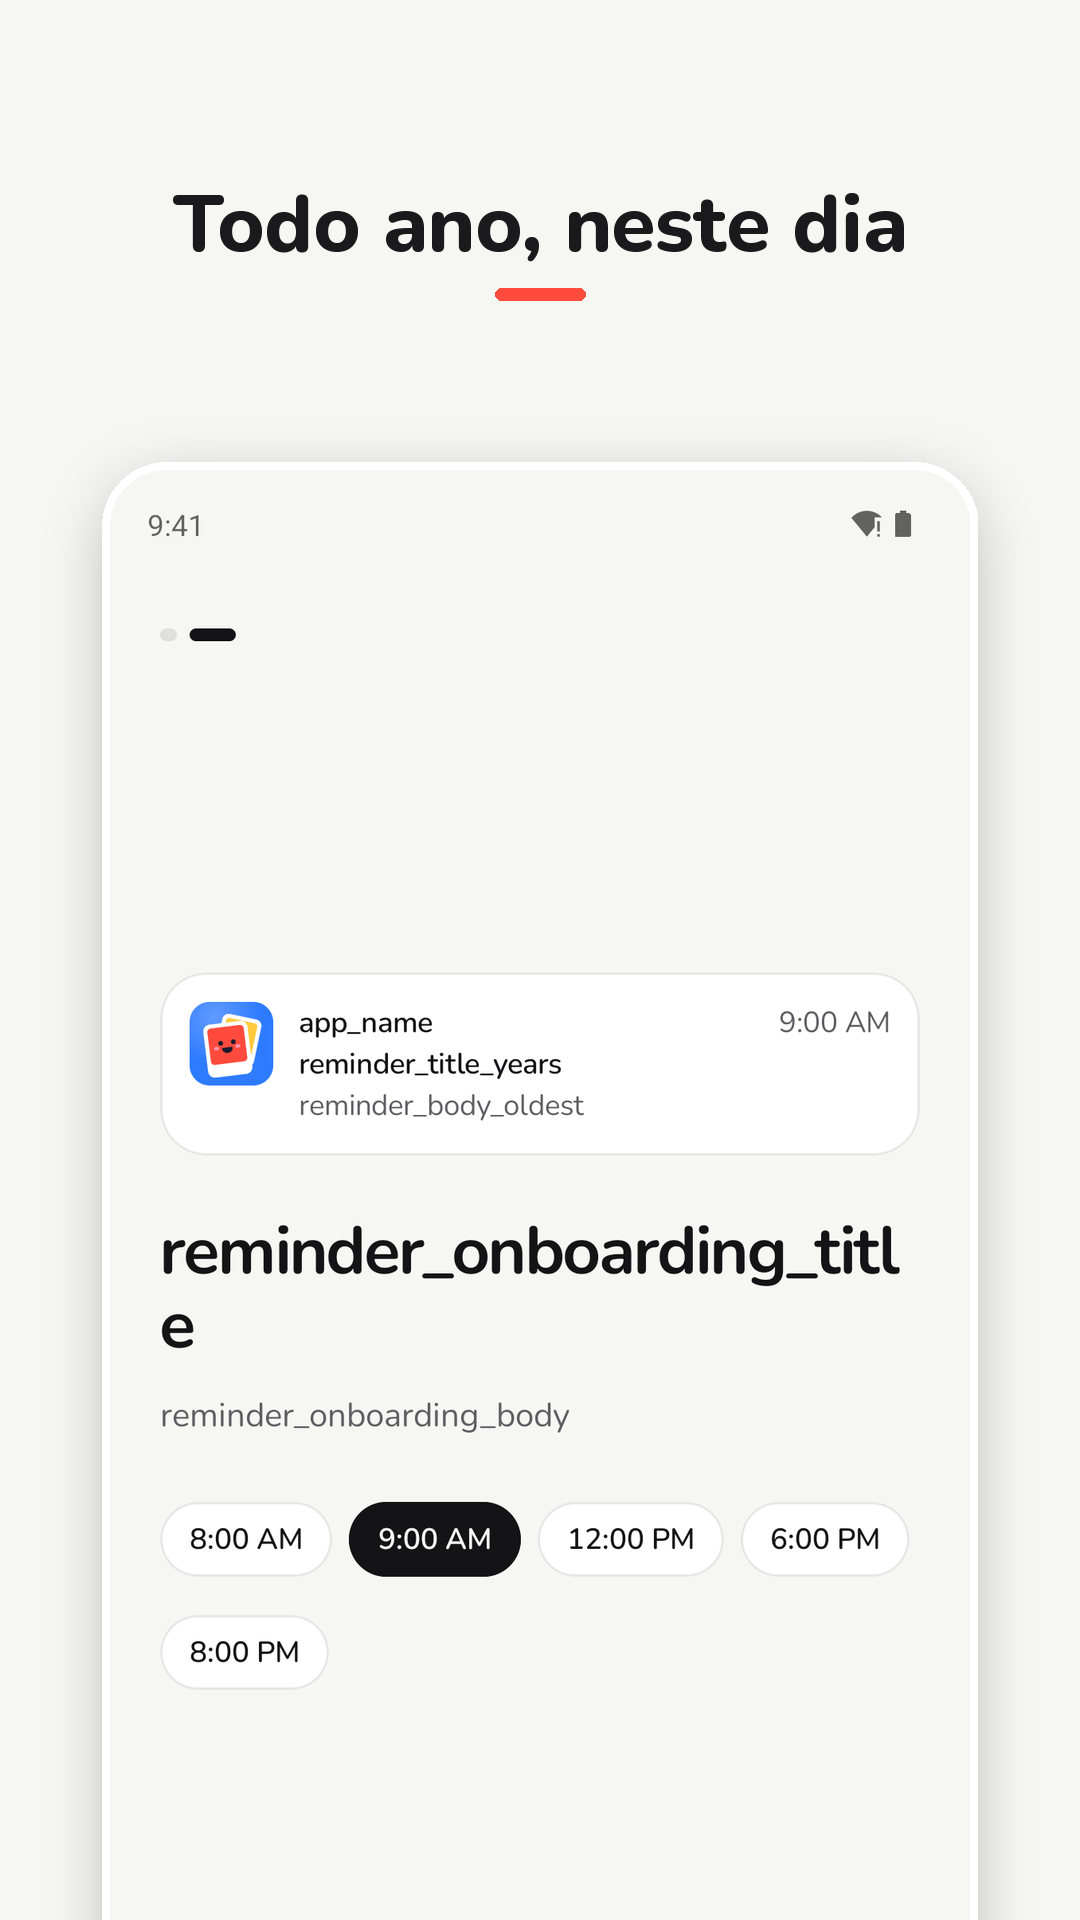 Todo ano, neste dia
9:41
app_name
9:00 AM
reminder_title_years
reminder_body_oldest
reminder_onboarding_titl
e
reminder_onboarding_body
8:00 AM 9:00 AM 12:00 PM 6:00 PM
8:00 PM